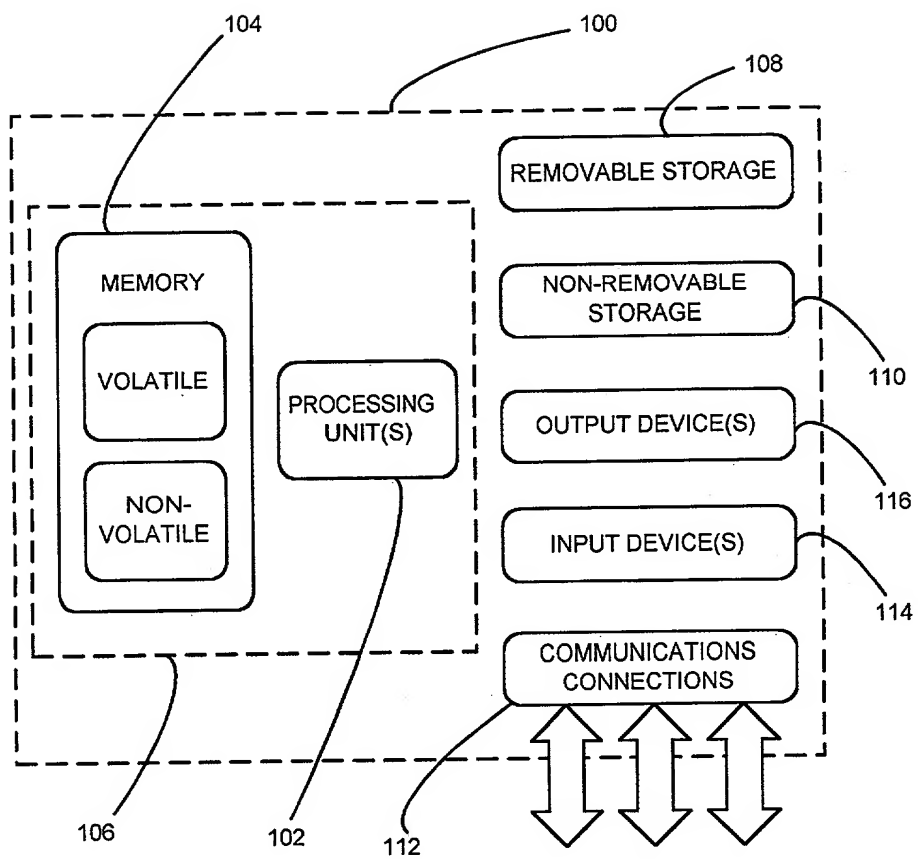 104
100
108
REMOVABLE STORAGE
MEMORY
NON-REMOVABLE
STORAGE
VOLATILE
PROCESSING
UNIT(S)
110
OUTPUT DEVICE(S)
NON-
VOLATILE
116
INPUT DEVICE(S)
114
COMMUNICATIONS
CONNECTIONS
106
102
112